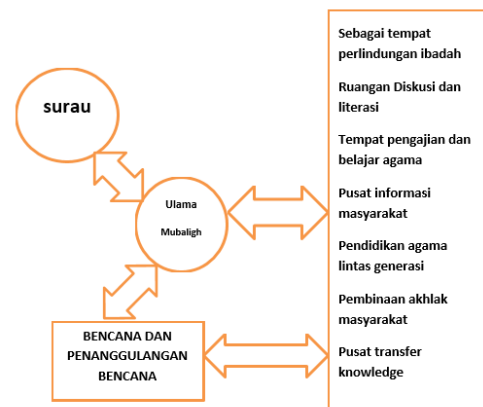 surau
Ulama
Mubaligh
BENCANA DAN
PENANGGULANGAN
BENCANA
Sebagai tempat
perlindungan ibadah
Ruangan Diskusi dan
literasi
Tempat pengajian dan
belajar agama
Pusat informasi
masyarakat
Pendidikan agama
lintas generasi
Pembinaan akhlak
masyarakat
Pusat transfer
knowledge